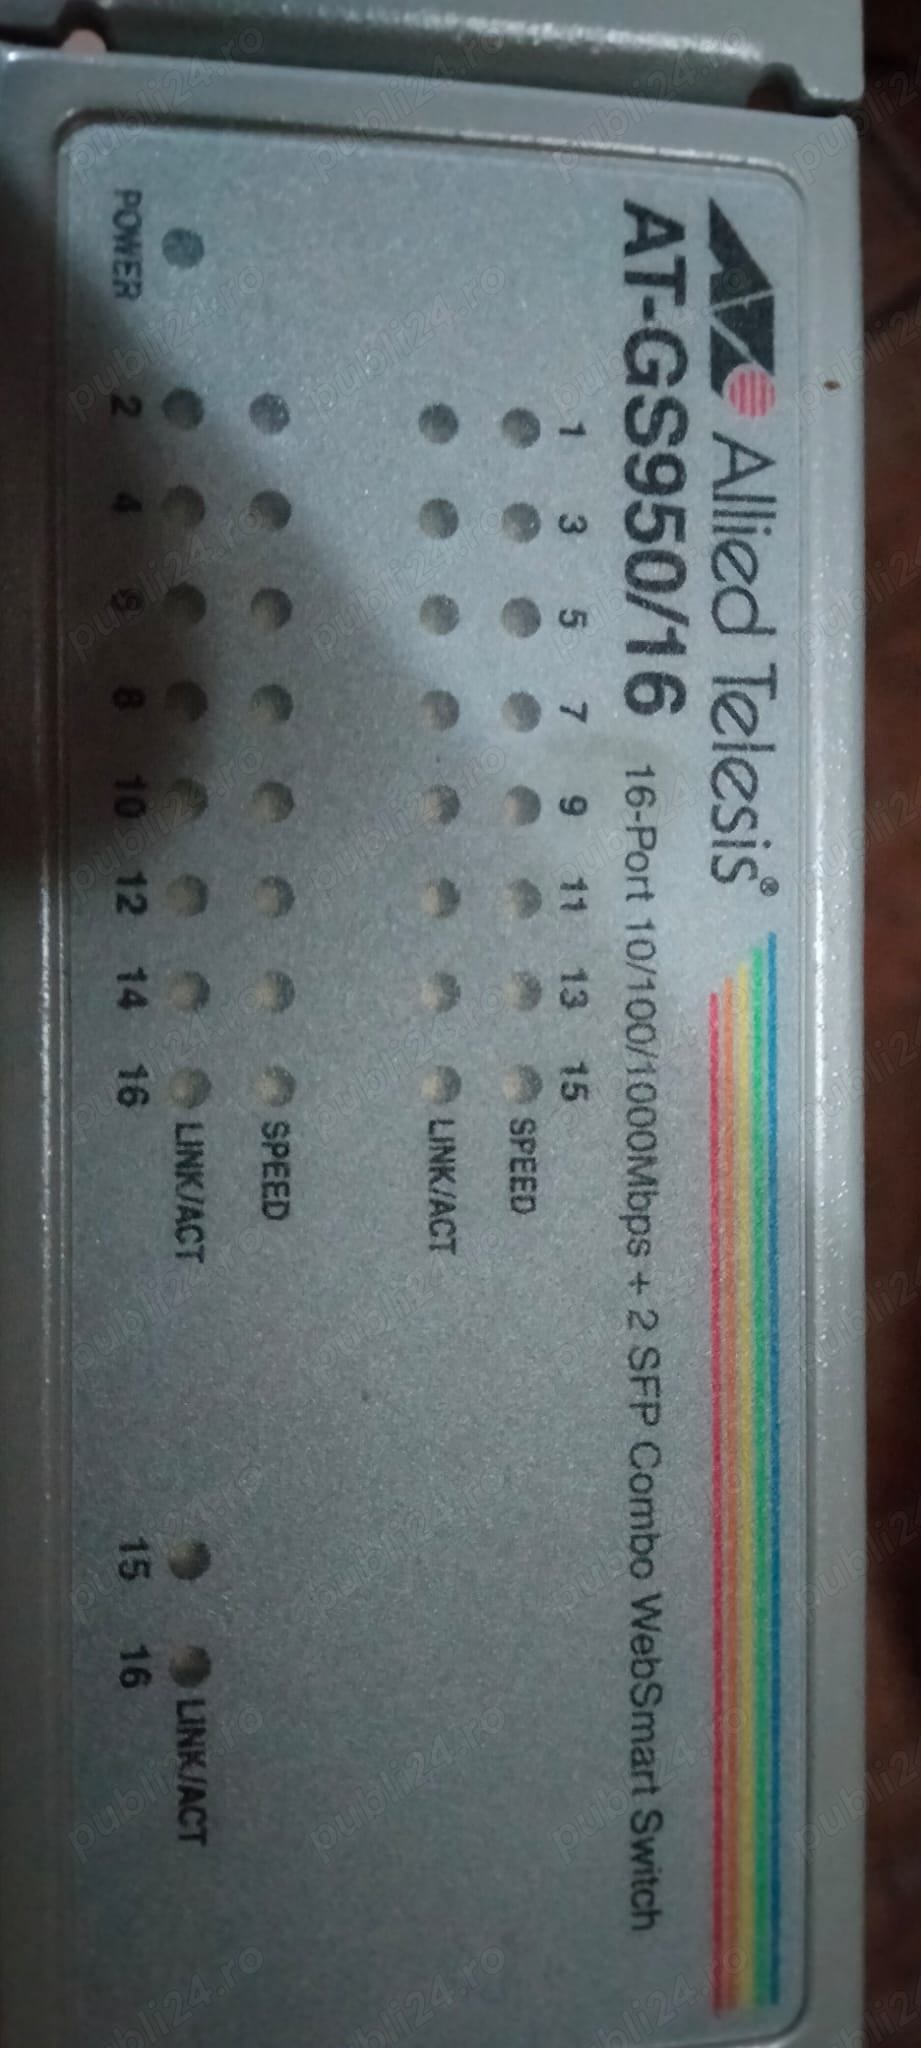 Allied Telesis®
AT-GS950/16 16-Port 10/100/1000Mbps + 2 SFP Combo WebSmart Switch
1 3 5 7 9 11 13 15
SPEED
LINK/ACT
SPEED
LINK/ACT LINK/ACT
POWER 2 4 6 8 10 12 14 16 15 16
publi24.ro